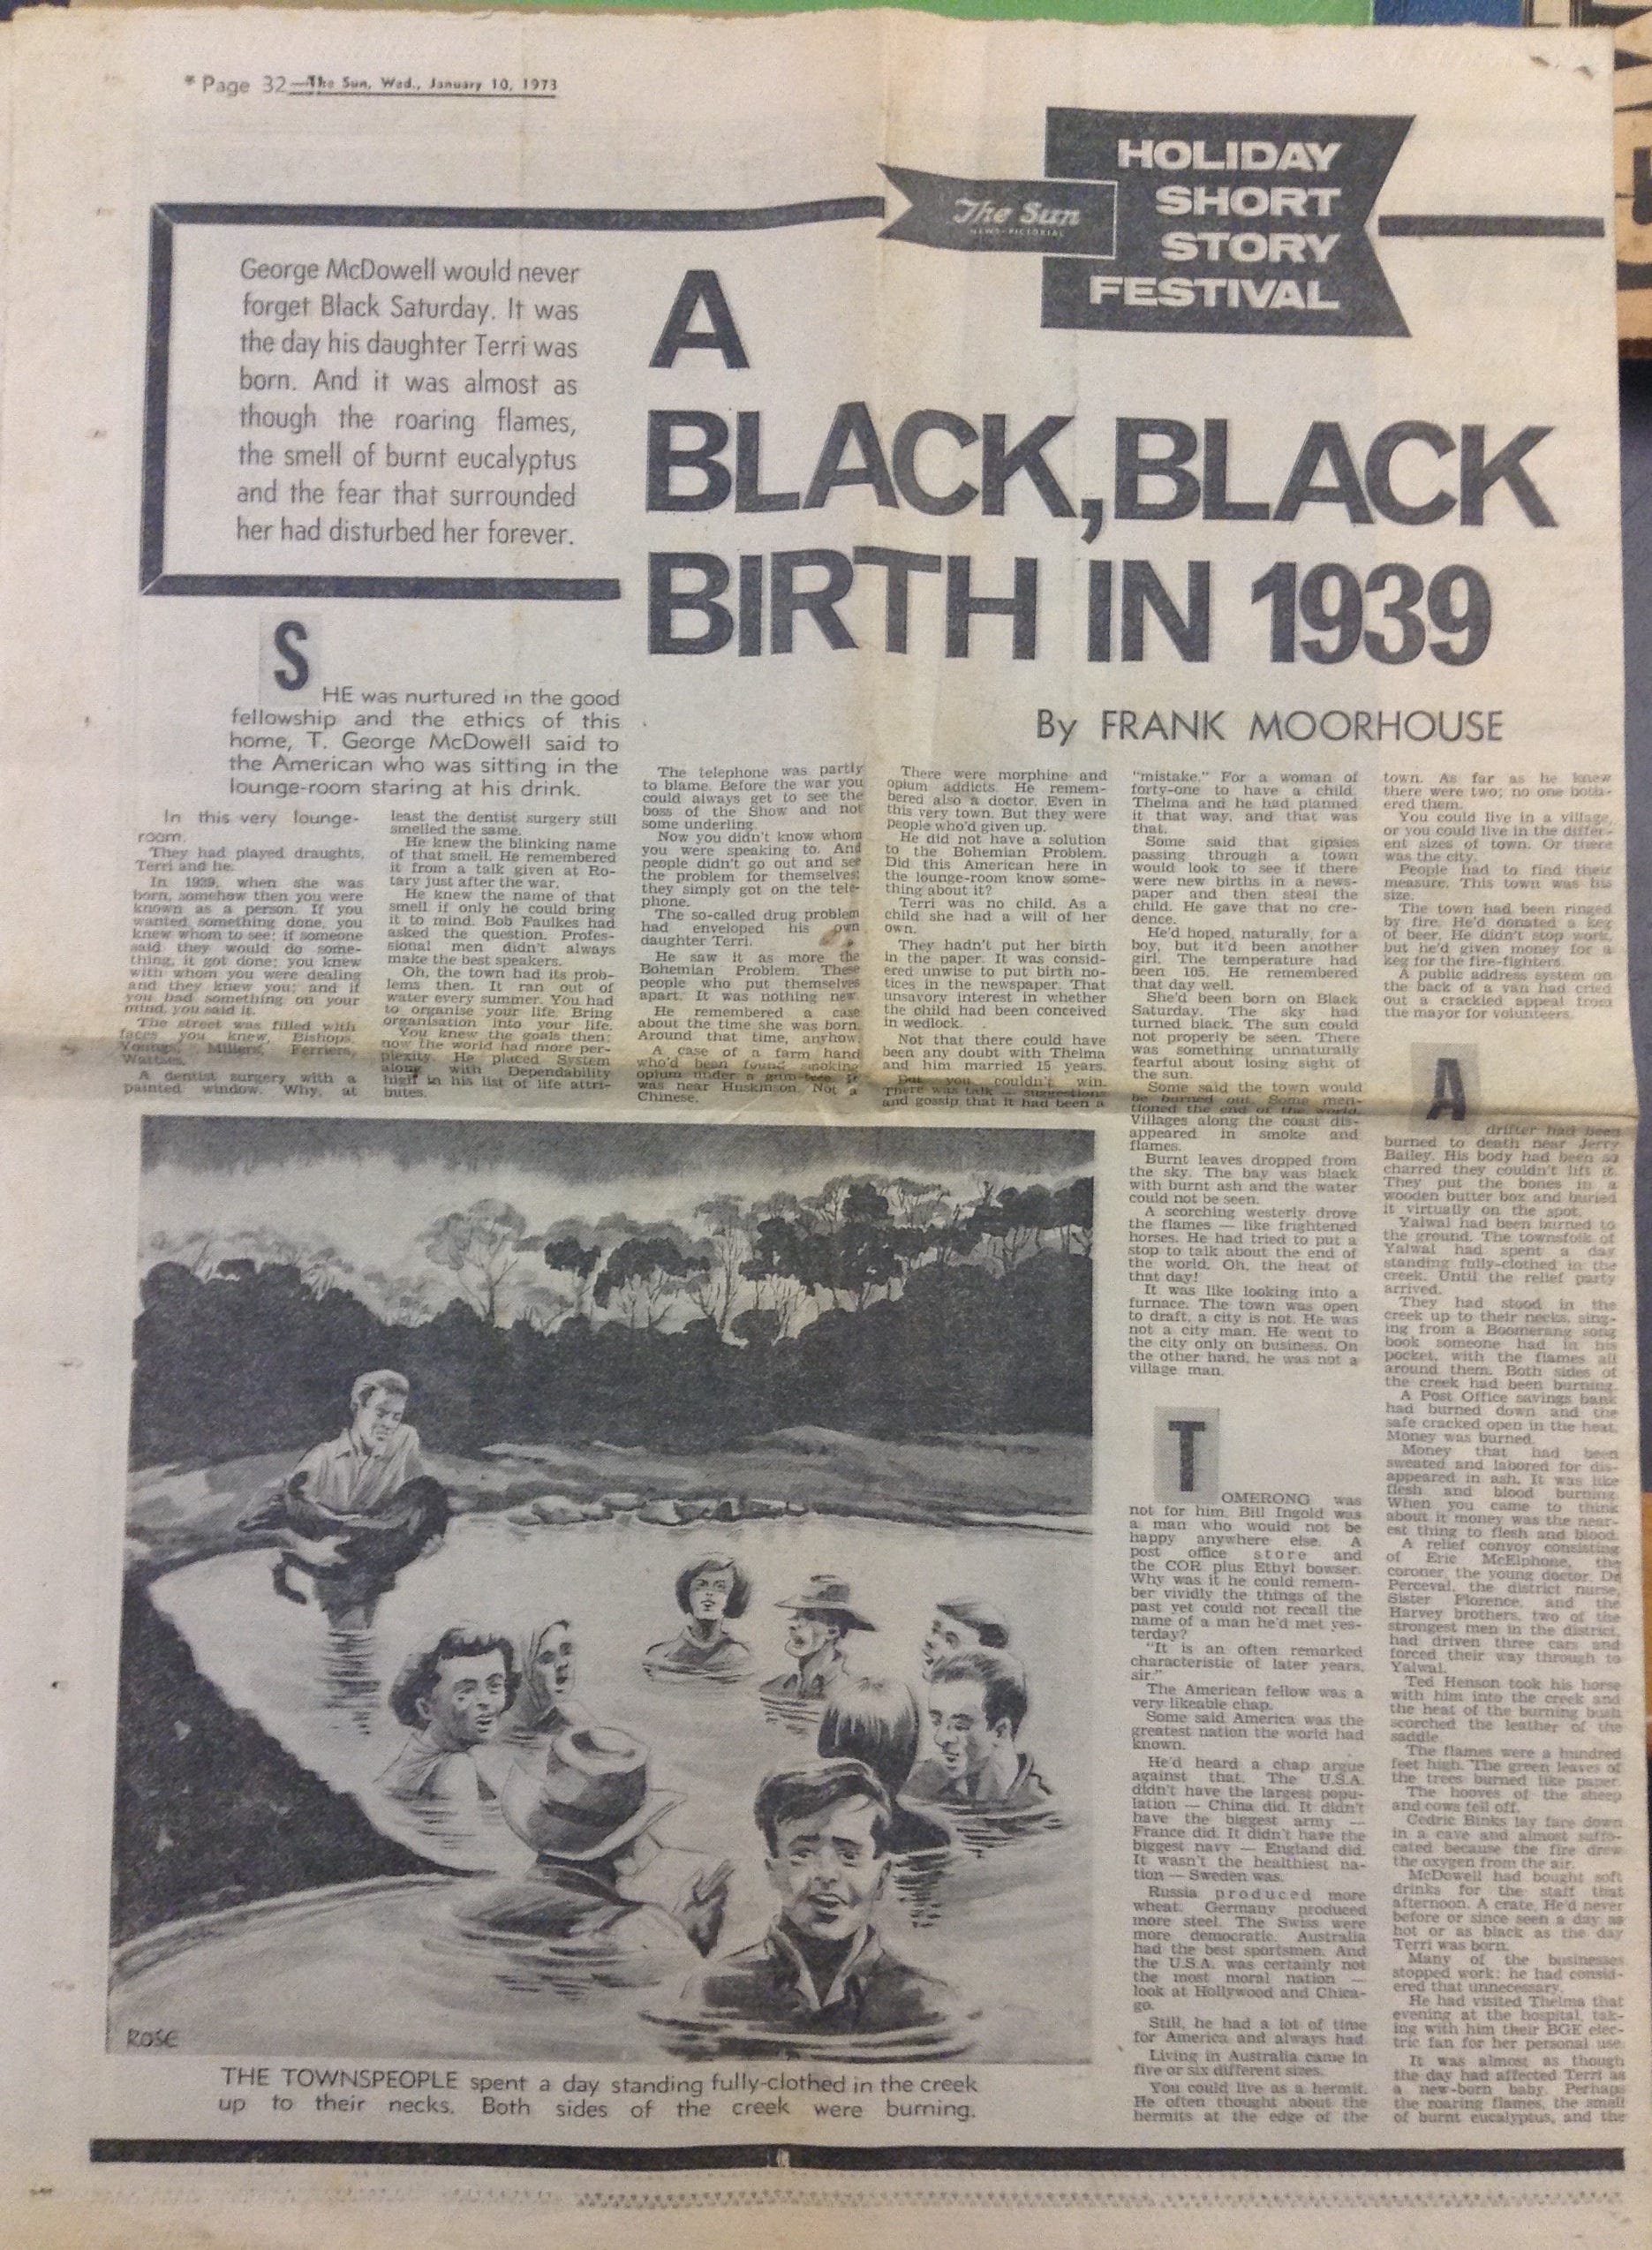 * Page 32—The Sun, Wed., January 10, 1973
The Sun
NEWS-PICTORIAL
HOLIDAY
SHORT
STORY
FESTIVAL
George McDowell would never
forget Black Saturday. It was
the day his daughter Terri was
born. And it was almost as
though the roaring flames,
the smell of burnt eucalyptus
and the fear that surrounded
her had disturbed her forever.
A
BLACK, BLACK
BIRTH IN 1939
By FRANK MOORHOUSE
S
HE was nurtured in the good
fellowship and the ethics of this
home, T. George McDowell said to
the American who was sitting in the
lounge-room staring at his drink.
In this very lounge-
room.
They had played draughts,
Terri and he.
In 1939, when she was
born, somehow then you were
known as a person. If you
wanted something done, you
knew whom to see; if someone
said they would do some-
thing, it got done; you knew
with whom you were dealing
and they knew you; and if
you had something on your
mind, you said it.
The street was filled with
faces you knew, Bishops,
Youngs, Millens, Ferriers,
Wattses.
A dentist surgery with a
painted window. Why, at
least the dentist surgery still
smelled the same.
He knew the blinking name
of that smell. He remembered
it from a talk given at Ro-
tary just after the war.
He knew the name of that
smell if only he could bring
it to mind. Bob Faulkes had
asked the question. Profes-
sional men didn't always
make the best speakers.
Oh, the town had its prob-
lems then. It ran out of
water every summer. You had
to organise your life. Bring
organisation into your life.
You knew the goals then;
now the world had more per-
plexity. He placed System
along with Dependability
high in his list of life attri-
butes.
The telephone was partly
to blame. Before the war you
could always get to see the
boss of the Show and not
some underling.
Now you didn't know whom
you were speaking to. And
people didn't go out and see
the problem for themselves;
they simply got on the tele-
phone.
The so-called drug problem
had enveloped his own
daughter Terri.
He saw it as more the
Bohemian Problem. These
people who put themselves
apart. It was nothing new.
He remembered a case
about the time she was born.
Around that time, anyhow.
A case of a farm hand
who'd been found smoking
opium under a gum-tree. It
was near Huskinson. Not a
Chinese.
There were morphine and
opium addicts. He remem-
bered also a doctor. Even in
this very town. But they were
people who'd given up.
He did not have a solution
to the Bohemian Problem.
Did this American here in
the lounge-room know some-
thing about it?
Terri was no child. As a
child she had a will of her
own.
They hadn't put her birth
in the paper. It was consid-
ered unwise to put birth no-
tices in the newspaper. That
unsavory interest in whether
the child had been conceived
in wedlock.
Not that there could have
been any doubt with Thelma
and him married 15 years.
But you couldn't win.
There was talk — suggestions
and gossip that it had been a
"mistake." For a woman of
forty-one to have a child.
Thelma and he had planned
it that way, and that was
that.
Some said that gipsies
passing through a town
would look to see if there
were new births in a news-
paper and then steal the
child. He gave that no cre-
dence.
He'd hoped, naturally, for a
boy, but it'd been another
girl. The temperature had
been 105. He remembered
that day well.
She'd been born on Black
Saturday. The sky had
turned black. The sun could
not properly be seen. There
was something unnaturally
fearful about losing sight of
the sun.
Some said the town would
be burned out. Some men-
tioned the end of the world.
Villages along the coast dis-
appeared in smoke and
flames.
Burnt leaves dropped from
the sky. The bay was black
with burnt ash and the water
could not be seen.
A scorching westerly drove
the flames — like frightened
horses. He had tried to put a
stop to talk about the end of
the world. Oh, the heat of
that day!
It was like looking into a
furnace. The town was open
to draft, a city is not. He was
not a city man. He went to
the city only on business. On
the other hand, he was not a
village man.
T
OMERONG was
not for him. Bill Ingold was
a man who would not be
happy anywhere else. A
post office store and
the COR plus Ethyl bowser.
Why was it he could remem-
ber vividly the things of the
past yet could not recall the
name of a man he'd met yes-
terday?
"It is an often remarked
characteristic of later years,
sir."
The American fellow was a
very likeable chap.
Some said America was the
greatest nation the world had
known.
He'd heard a chap argue
against that. The U.S.A.
didn't have the largest popu-
lation — China did. It didn't
have the biggest army —
France did. It didn't have the
biggest navy — England did.
It wasn't the healthiest na-
tion — Sweden was.
Russia produced more
wheat. Germany produced
more steel. The Swiss were
more democratic. Australia
had the best sportsmen. And
the U.S.A. was certainly not
the most moral nation —
look at Hollywood and Chica-
go.
Still, he had a lot of time
for America and always had.
Living in Australia came in
five or six different sizes.
You could live as a hermit.
He often thought about the
hermits at the edge of the
town. As far as he knew
there were two; no one both-
ered them.
You could live in a village,
or you could live in the differ-
ent sizes of town. Or there
was the city.
People had to find their
measure. This town was his
size.
The town had been ringed
by fire. He'd donated a keg
of beer. He didn't stop work,
but he'd given money for a
keg for the fire-fighters.
A public address system on
the back of a van had cried
out a crackled appeal from
the mayor for volunteers.
A
drifter had been
burned to death near Jerry
Bailey. His body had been so
charred they couldn't lift it.
They put the bones in a
wooden butter box and buried
it virtually on the spot.
Yalwal had been burned to
the ground. The townsfolk of
Yalwal had spent a day
standing fully-clothed in the
creek. Until the relief party
arrived.
They had stood in the
creek up to their necks, sing-
ing from a Boomerang song
book someone had in his
pocket, with the flames all
around them. Both sides of
the creek had been burning.
A Post Office savings bank
had burned down and the
safe cracked open in the heat.
Money was burned.
Money that had been
sweated and labored for dis-
appeared in ash. It was like
flesh and blood burning.
When you came to think
about it money was the near-
est thing to flesh and blood.
A relief convoy consisting
of Eric McElphone, the
coroner, the young doctor, Dr
Perceval, the district nurse,
Sister Florence, and the
Harvey brothers, two of the
strongest men in the district,
had driven three cars and
forced their way through to
Yalwal.
Ted Henson took his horse
with him into the creek and
the heat of the burning bush
scorched the leather of the
saddle.
The flames were a hundred
feet high. The green leaves of
the trees burned like paper.
The hooves of the sheep
and cows fell off.
Cedric Binks lay face down
in a cave and almost suffo-
cated because the fire drew
the oxygen from the air.
McDowell had bought soft
drinks for the staff that
afternoon. A crate. He'd never
before or since seen a day as
hot or as black as the day
Terri was born.
Many of the businesses
stopped work; he had consid-
ered that unnecessary.
He had visited Thelma that
evening at the hospital, tak-
ing with him their BGE elec-
tric fan for her personal use.
It was almost as though
the day had affected Terri as
a new-born baby. Perhaps
the roaring flames, the smell
of burnt eucalyptus, and the
ROSE
THE TOWNSPEOPLE spent a day standing fully-clothed in the creek
up to their necks. Both sides of the creek were burning.